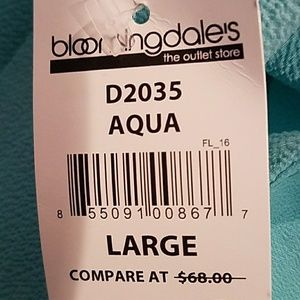 bloomingdale's
the outlet store
D2035
AQUA
FL_16
8 55091 00867 7
LARGE
COMPARE AT $68.00